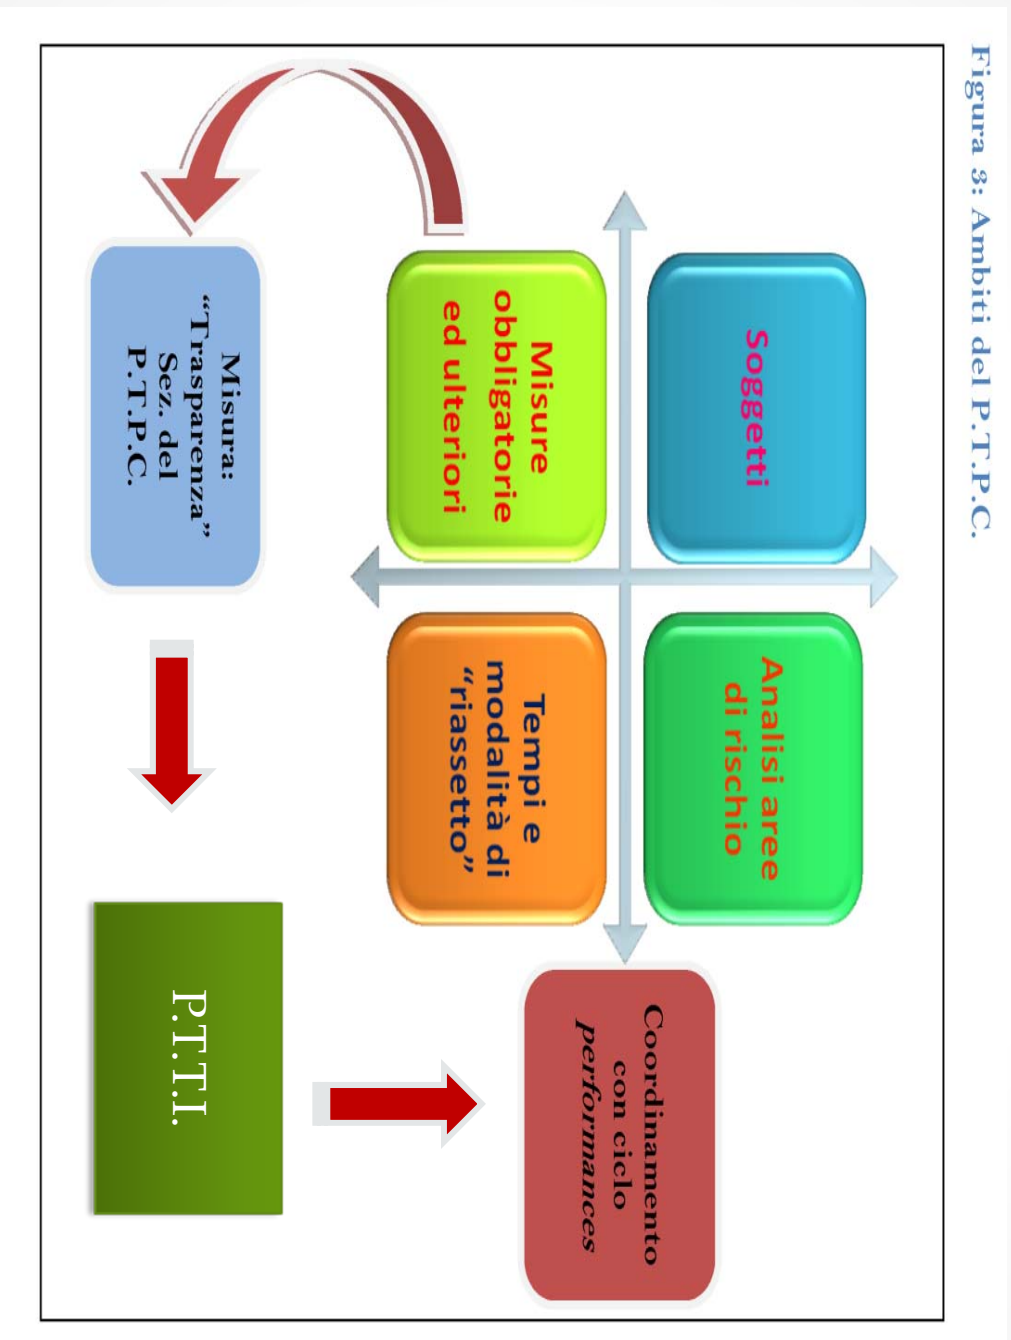 Figura 3: Ambiti del P.T.P.C.
Soggetti
Analisi aree
di rischio
Misure
obbligatorie
ed ulteriori
Tempi e
modalità di
“riassetto”
Coordinamento
con ciclo
performances
Misura:
“Trasparenza”
Sez. del
P.T.P.C.
P.T.T.I.